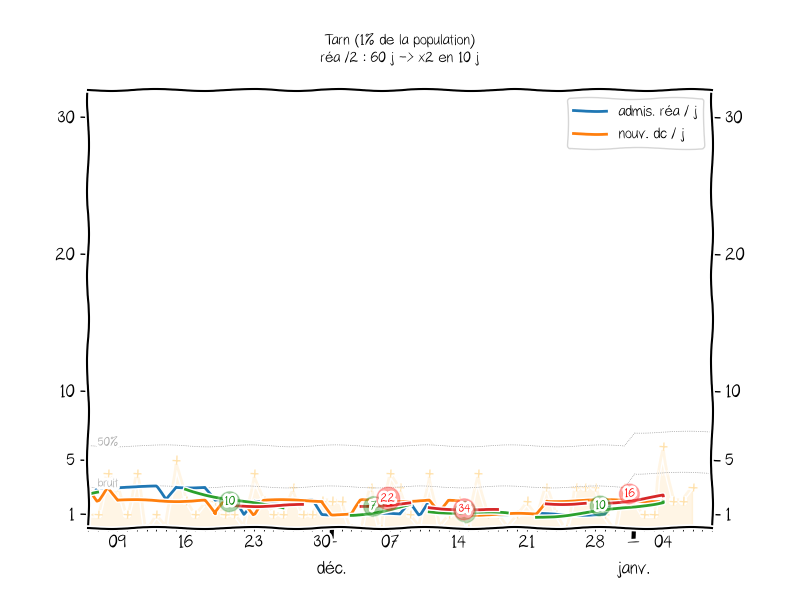 Tarn (1% de la population)
réa /2 : 60 j -> x2 en 10 j
admis. réa / j
nouv. dc / j
30 30
20 20
10 10
5 5
1 1
50%
bruit
10 7 22 34 10 16
09 16 23 30 07 14 21 28 04
déc. janv.